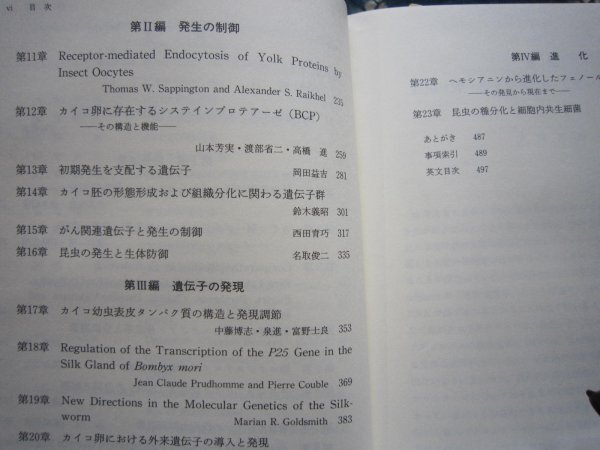 vi 目 次
第II編 発生の制御
第11章 Receptor-mediated Endocytosis of Yolk Proteins by
Insect Oocytes
Thomas W. Sappington and Alexander S. Raikhel 235
第12章 カイコ卵に存在するシステインプロテアーゼ (BCP)
――その構造と機能――
山本芳実・渡部省二・高橋 進 259
第13章 初期発生を支配する遺伝子 岡田益吉 281
第14章 カイコ胚の形態形成および組織分化に関わる遺伝子群
鈴木義昭 301
第15章 がん関連遺伝子と発生の制御 西田育巧 317
第16章 昆虫の発生と生体防御 名取俊二 335
第III編 遺伝子の発現
第17章 カイコ幼虫表皮タンパク質の構造と発現調節
中藤博志・泉進・富野士良 353
第18章 Regulation of the Transcription of the P25 Gene in the
Silk Gland of Bombyx mori
Jean Claude Prudhomme and Pierre Couble 369
第19章 New Directions in the Molecular Genetics of the Silk-
worm Marian R. Goldsmith 383
第20章 カイコ卵における外来遺伝子の導入と発現
第IV編 進 化
第22章 ヘモシアニンから進化したフェノール
――その発見から現在まで――
第23章 昆虫の種分化と細胞内共生細菌
あとがき 487
事項索引 489
英文目次 497